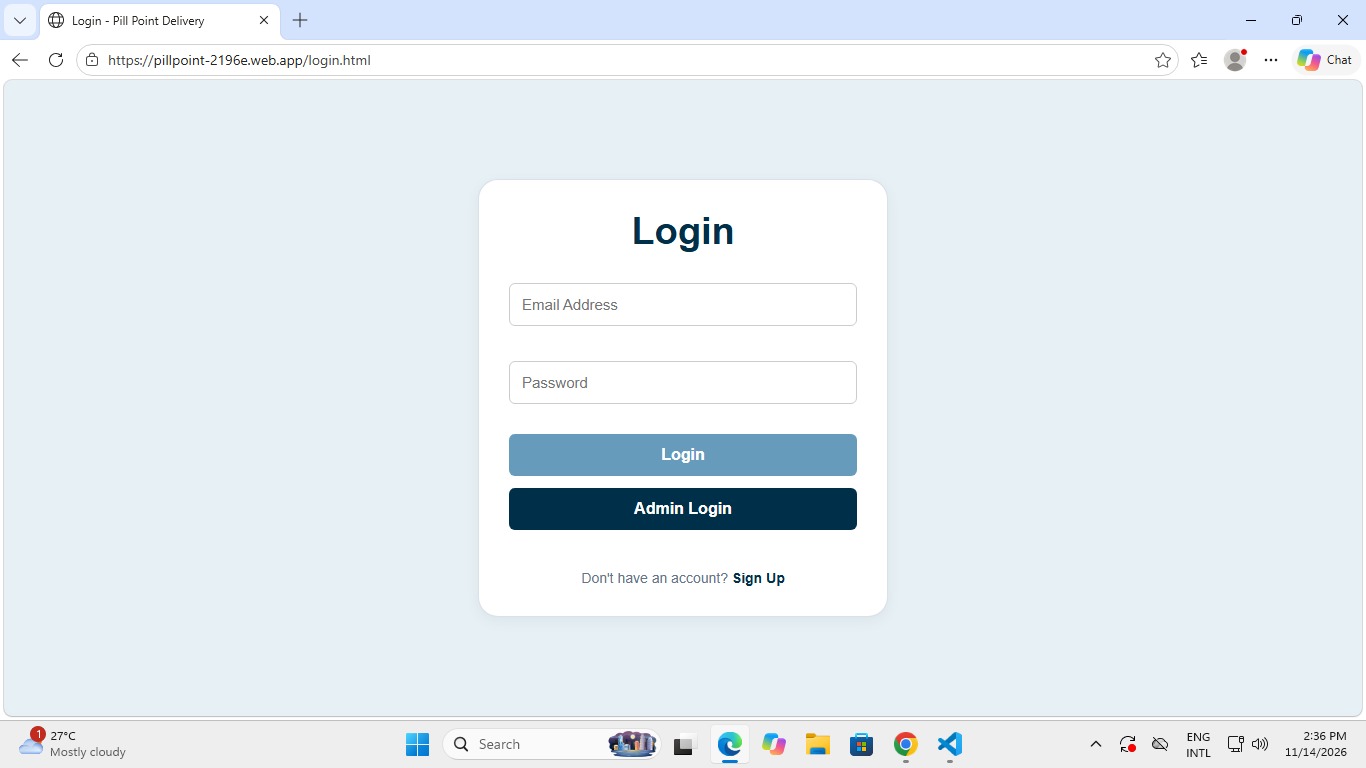 Login - Pill Point Delivery
https://pillpoint-2196e.web.app/login.html
Chat
Login
Email Address
Password
Login
Admin Login
Don't have an account? Sign Up
1
27°C
Mostly cloudy
Search
ENG
INTL
2:36 PM
11/14/2026